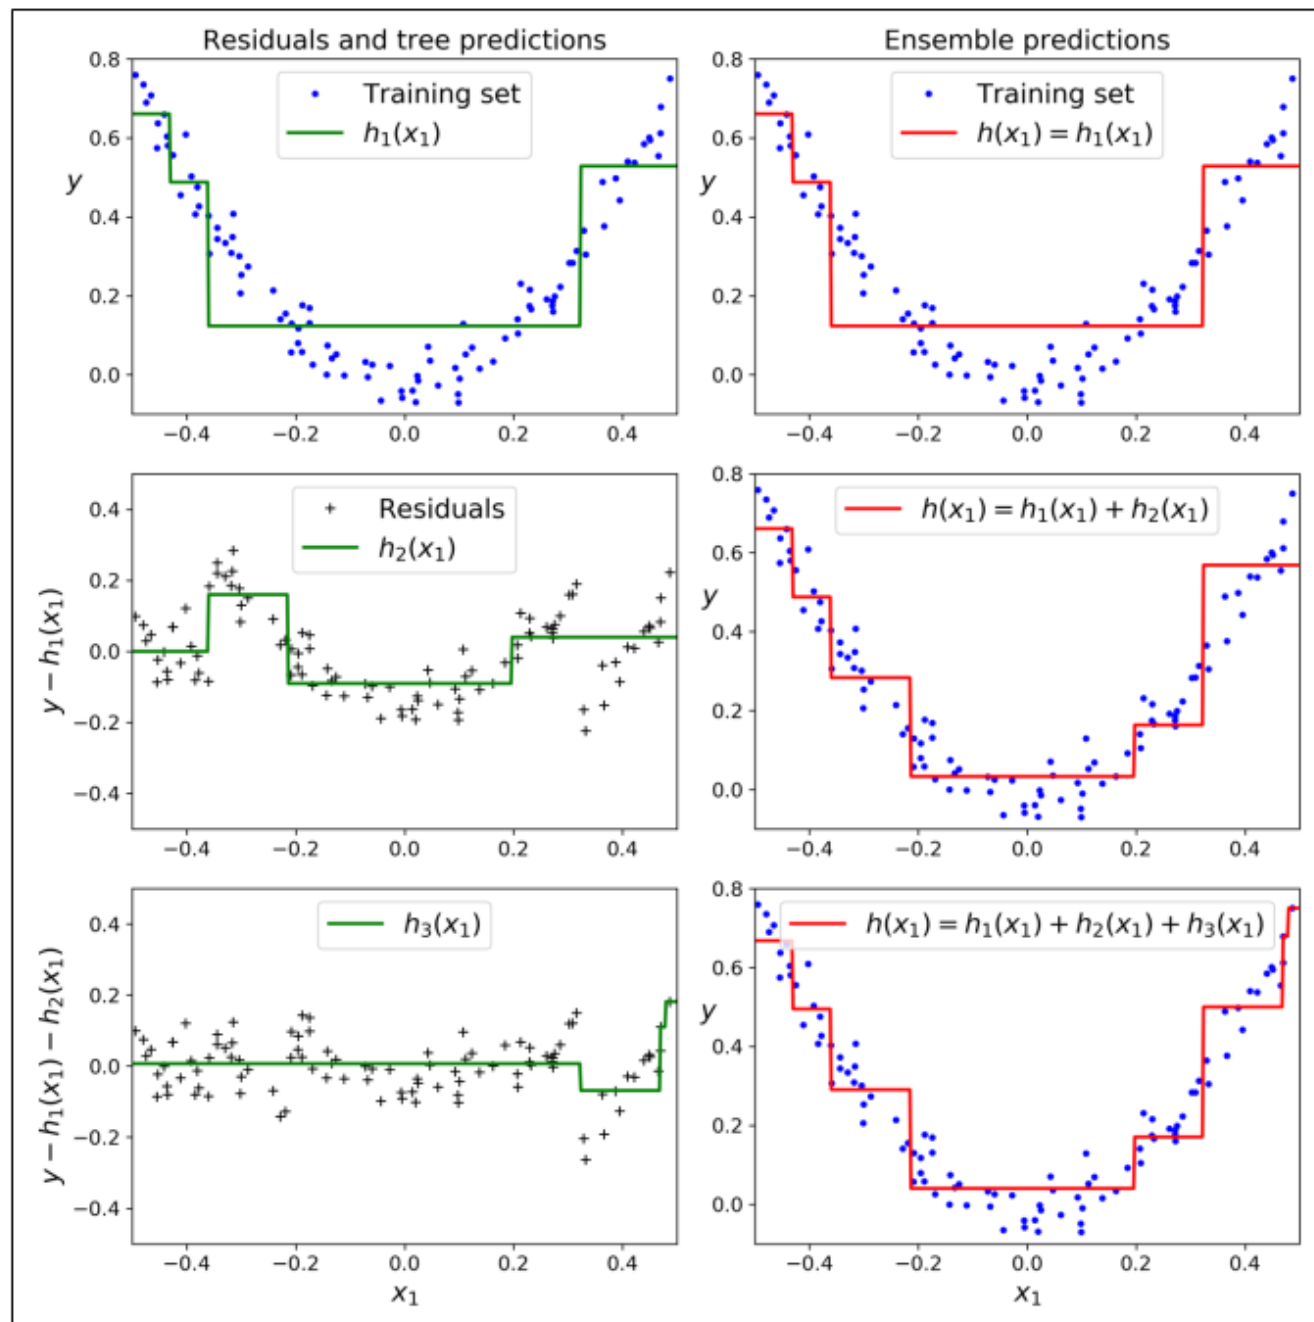 Residuals and tree predictions
Ensemble predictions
0.8
0.6
y
0.4
0.2
0.0
Training set
h₁(x₁)
−0.4 −0.2 0.0 0.2 0.4
0.8
0.6
y
0.4
0.2
0.0
Training set
h(x₁) = h₁(x₁)
−0.4 −0.2 0.0 0.2 0.4
y − h₁(x₁)
0.4
0.2
0.0
−0.2
−0.4
Residuals
h₂(x₁)
−0.4 −0.2 0.0 0.2 0.4
0.8
0.6
y
0.4
0.2
0.0
h(x₁) = h₁(x₁) + h₂(x₁)
−0.4 −0.2 0.0 0.2 0.4
y − h₁(x₁) − h₂(x₁)
0.4
0.2
0.0
−0.2
−0.4
h₃(x₁)
−0.4 −0.2 0.0 0.2 0.4
x₁
0.8
0.6
y
0.4
0.2
0.0
h(x₁) = h₁(x₁) + h₂(x₁) + h₃(x₁)
−0.4 −0.2 0.0 0.2 0.4
x₁